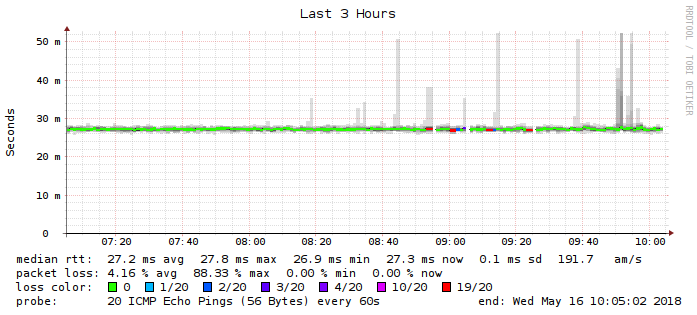 Last 3 Hours
RRDTOOL / TOBI OETIKER
Seconds
50 m
40 m
30 m
20 m
10 m
0
07:20 07:40 08:00 08:20 08:40 09:00 09:20 09:40 10:00
median rtt: 27.2 ms avg 27.8 ms max 26.9 ms min 27.3 ms now 0.1 ms sd 191.7 am/s
packet loss: 4.16 % avg 88.33 % max 0.00 % min 0.00 % now
loss color: 0 1/20 2/20 3/20 4/20 10/20 19/20
probe: 20 ICMP Echo Pings (56 Bytes) every 60s end: Wed May 16 10:05:02 2018